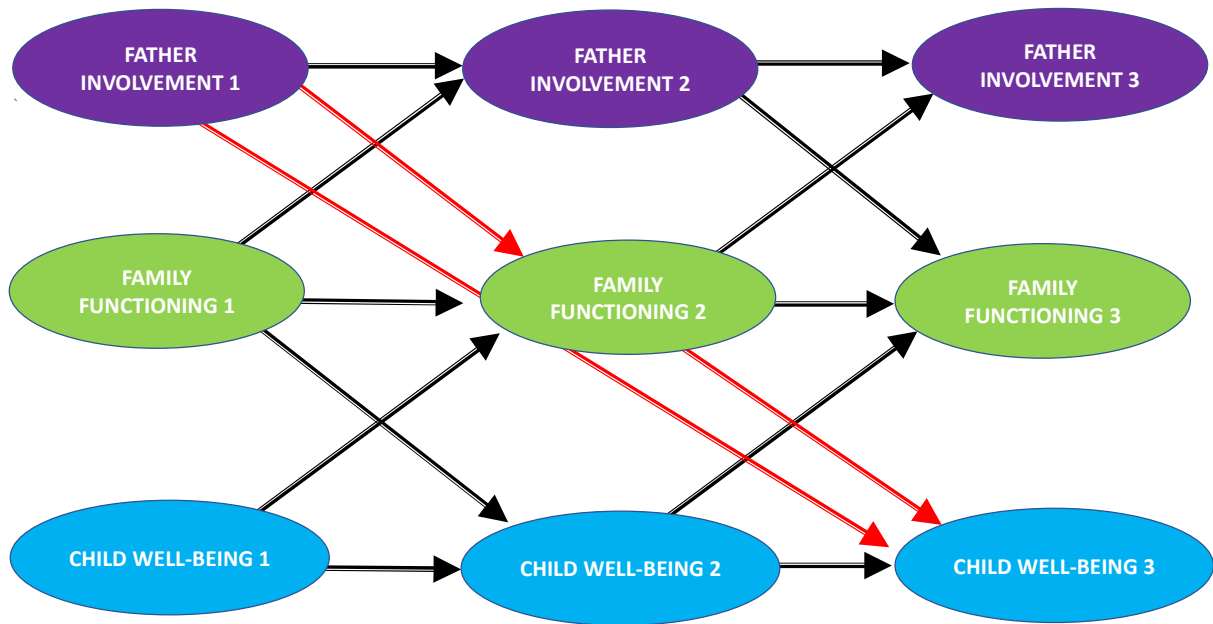 FATHER
INVOLVEMENT 1
FATHER
INVOLVEMENT 2
FATHER
INVOLVEMENT 3
FAMILY
FUNCTIONING 1
FAMILY
FUNCTIONING 2
FAMILY
FUNCTIONING 3
CHILD WELL-BEING 1
CHILD WELL-BEING 2
CHILD WELL-BEING 3